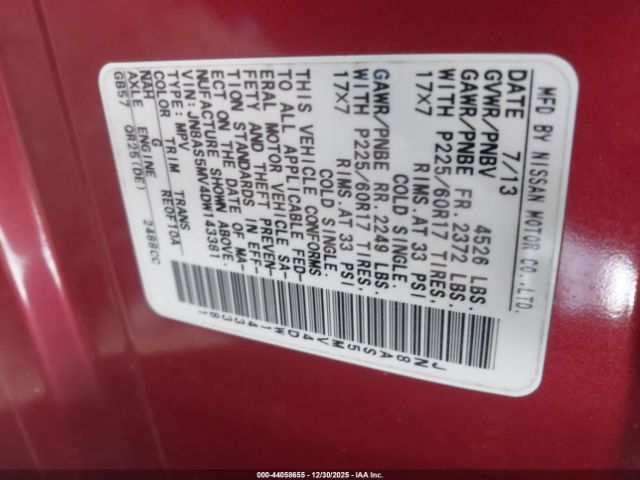 MFD BY NISSAN MOTOR CO.,LTD.
DATE 7/13
GVWR/PNBV 4526 LBS.
GAWR/PNBE FR. 2372 LBS.
WITH P225/60R17 TIRES.
17X7 RIMS.AT 33 PSI
COLD SINGLE.
GAWR/PNBE RR 2249 LBS.
WITH P225/60R17 TIRES.
17X7 RIMS.AT 33 PSI
COLD SINGLE.
THIS VEHICLE CONFORMS
TO ALL APPLICABLE FED-
ERAL MOTOR VEHICLE SA-
FETY AND THEFT PREVEN-
TION STANDARDS IN EFF-
ECT ON THE DATE OF MA-
NUFACTURE SHOWN ABOVE.
VIN: JN8AS5MV4DW143381
TYPE: MPV
COLOR TRIM TRANS
NAH G RE0F10A
AXLE ENGINE
GB57 QR25(DE) 2488CC
JN8AS5MV4DW143381
000-44058655 - 12/30/2025 - IAA